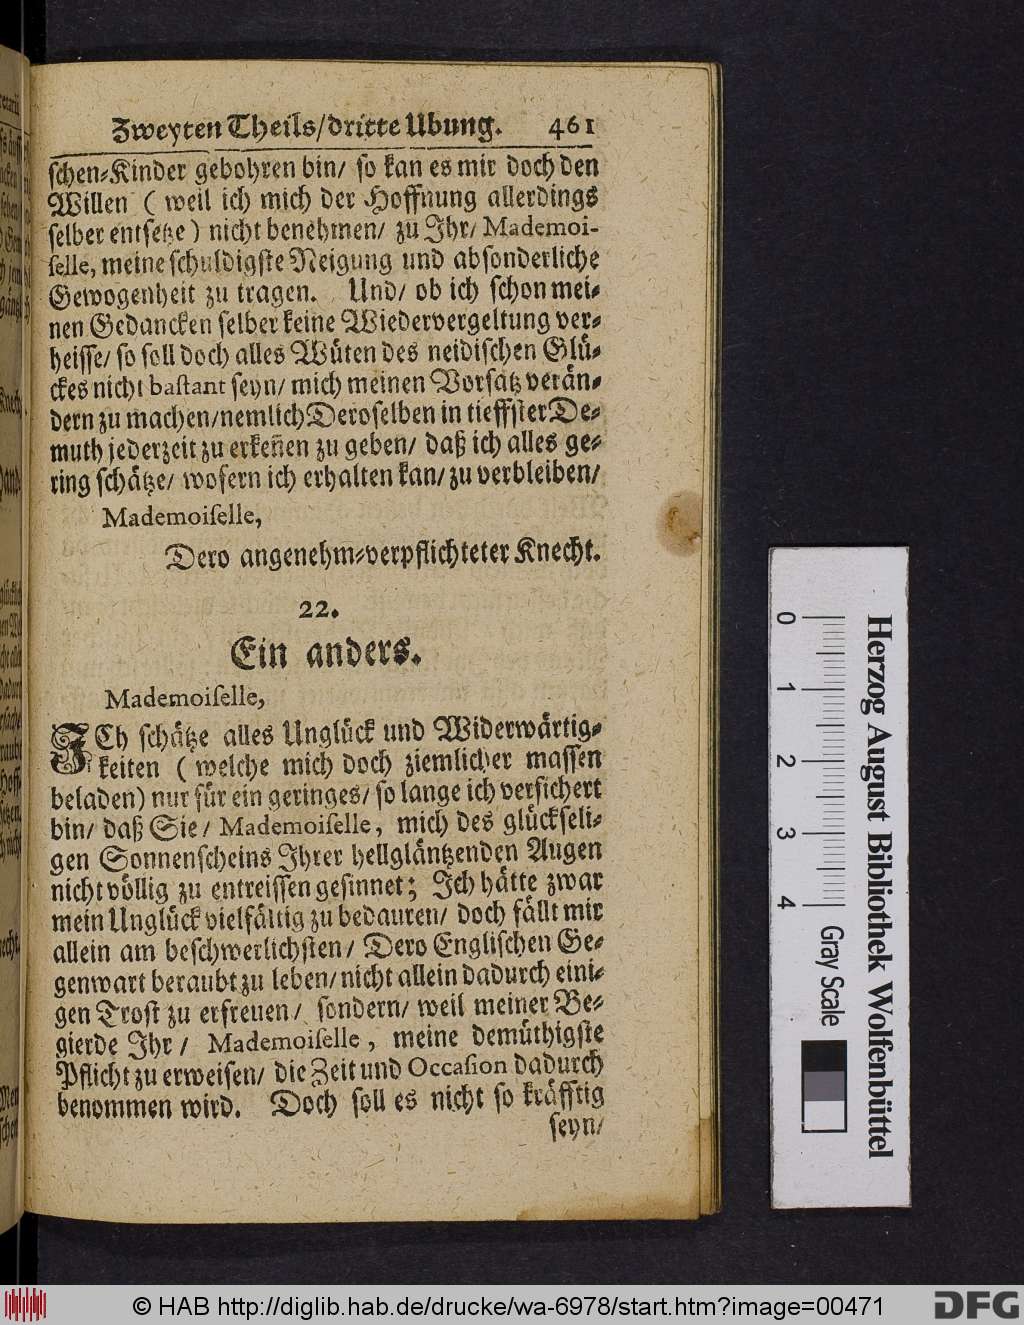 Zweyten Theils/dritte Ubung. 461
schen-Kinder gebohren bin/ so kan es mir doch den
Willen (weil ich mich der Hoffnung allerdings
selber entsetze) nicht benehmen/ zu Ihr/ Mademoi-
selle, meine schuldigste Neigung und absonderliche
Gewogenheit zu tragen. Und/ ob ich schon mei-
nen Gedancken selber keine Wiedervergeltung ver-
heisse/ so soll doch alles Wüten des neidischen Glü-
ckes nicht bastant seyn/ mich meinen Vorsatz verän-
dern zu machen/nemlich Deroselben in tieffster De-
muth jederzeit zu erkeñen zu geben/ daß ich alles ge-
ring schätze/ wofern ich erhalten kan/ zu verbleiben/
Mademoiselle,
Dero angenehm-verpflichteter Knecht.
22.
Ein anders.
Mademoiselle,
ICh schätze alles Unglück und Widerwärtig-
keiten (welche mich doch ziemlicher massen
beladen) nur für ein geringes/ so lange ich versichert
bin/ daß Sie/ Mademoiselle, mich des glückseli-
gen Sonnenscheins Ihrer hellgläntzenden Augen
nicht völlig zu entreissen gesinnet; Ich hätte zwar
mein Unglück vielfältig zu bedauren/ doch fällt mir
allein am beschwerlichsten/ Dero Englischen Ge-
genwart beraubt zu leben/ nicht allein dadurch eini-
gen Trost zu erfreuen/ sondern/ weil meiner Be-
gierde Ihr/ Mademoiselle, meine demüthigste
Pflicht zu erweisen/ die Zeit und Occasion dadurch
benommen wird. Doch soll es nicht so kräfftig
seyn/
0 1 2 3 4
Gray Scale
Herzog August Bibliothek Wolfenbüttel
© HAB http://diglib.hab.de/drucke/wa-6978/start.htm?image=00471
DFG